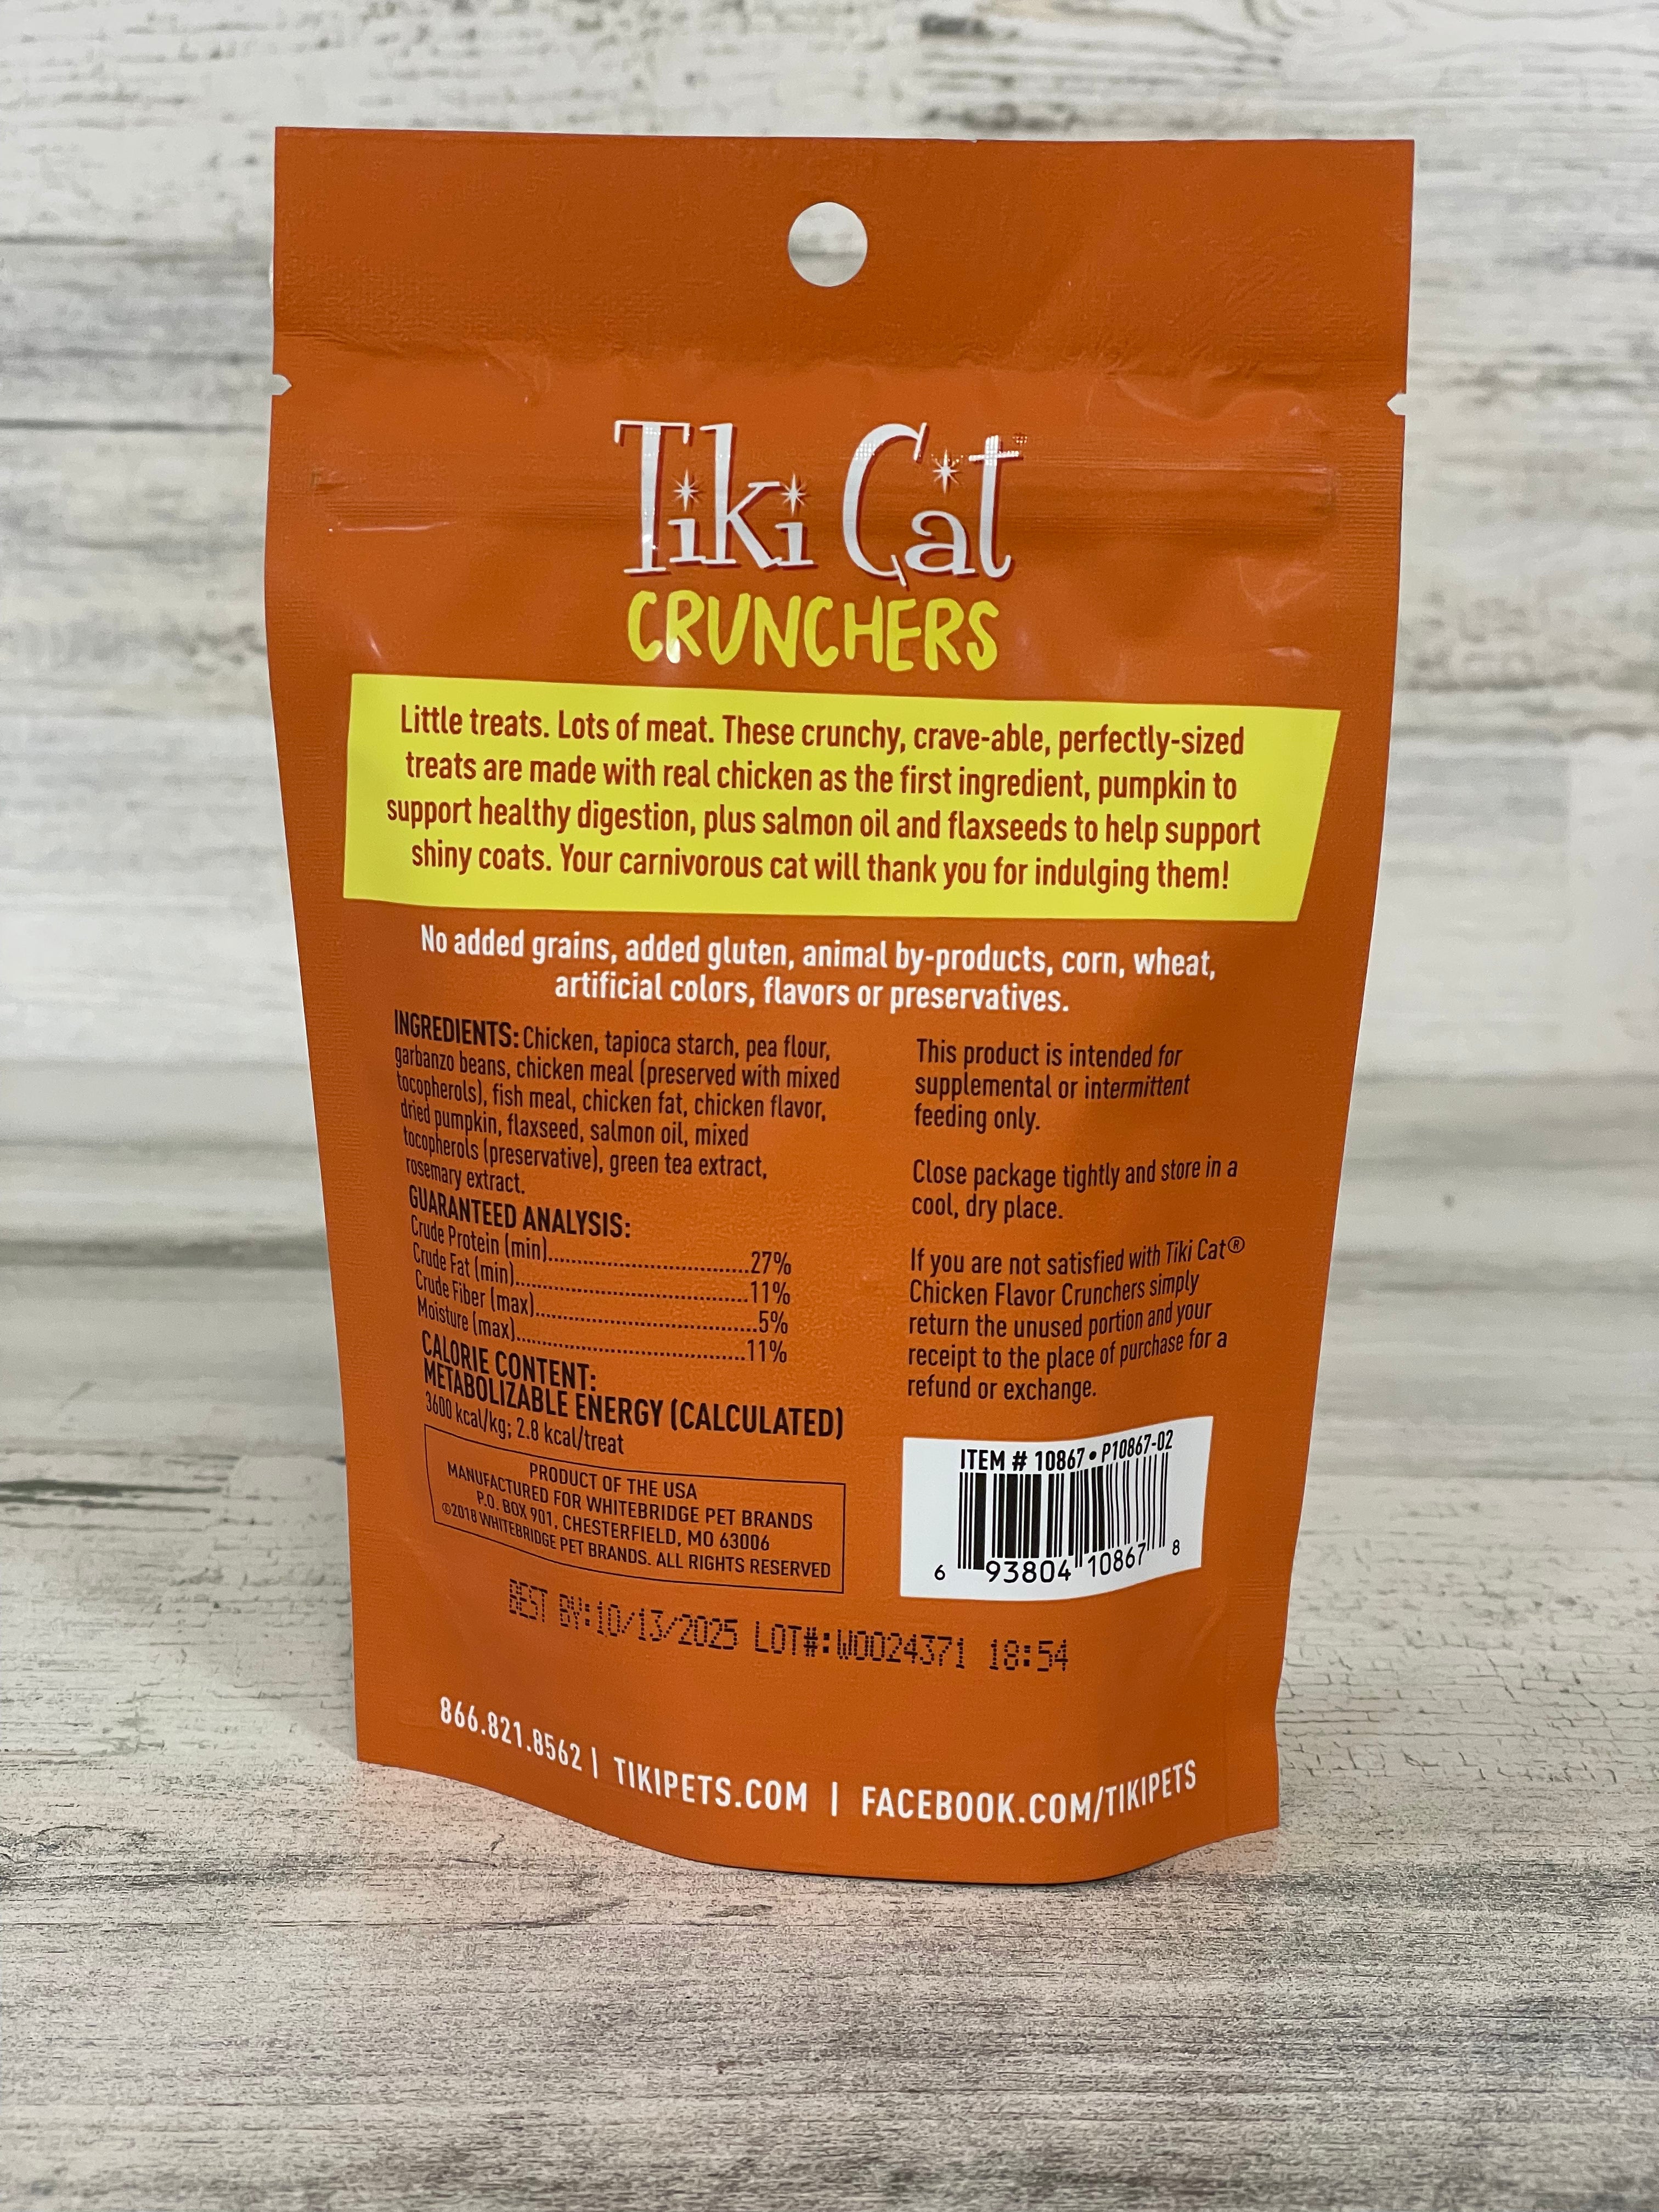 Tiki Cat
CRUNCHERS
Little treats. Lots of meat. These crunchy, crave-able, perfectly-sized
treats are made with real chicken as the first ingredient, pumpkin to
support healthy digestion, plus salmon oil and flaxseeds to help support
shiny coats. Your carnivorous cat will thank you for indulging them!
No added grains, added gluten, animal by-products, corn, wheat,
artificial colors, flavors or preservatives.
INGREDIENTS: Chicken, tapioca starch, pea flour,
garbanzo beans, chicken meal (preserved with mixed
tocopherols), fish meal, chicken fat, chicken flavor,
dried pumpkin, flaxseed, salmon oil, mixed
tocopherols (preservative), green tea extract,
rosemary extract.
GUARANTEED ANALYSIS:
Crude Protein (min)..............................27%
Crude Fat (min)..............................11%
Crude Fiber (max)..............................5%
Moisture (max)..............................11%
CALORIE CONTENT:
METABOLIZABLE ENERGY (CALCULATED)
3600 kcal/kg; 2.8 kcal/treat
PRODUCT OF THE USA
MANUFACTURED FOR WHITEBRIDGE PET BRANDS
P.O. BOX 901, CHESTERFIELD, MO 63006
©2018 WHITEBRIDGE PET BRANDS. ALL RIGHTS RESERVED
This product is intended for
supplemental or intermittent
feeding only.
Close package tightly and store in a
cool, dry place.
If you are not satisfied with Tiki Cat®
Chicken Flavor Crunchers simply
return the unused portion and your
receipt to the place of purchase for a
refund or exchange.
ITEM # 10867 • P10867-02
6 93804 10867 8
BEST BY:10/13/2025 LOT#:W0024371 18:54
866.821.8562 | TIKIPETS.COM | FACEBOOK.COM/TIKIPETS